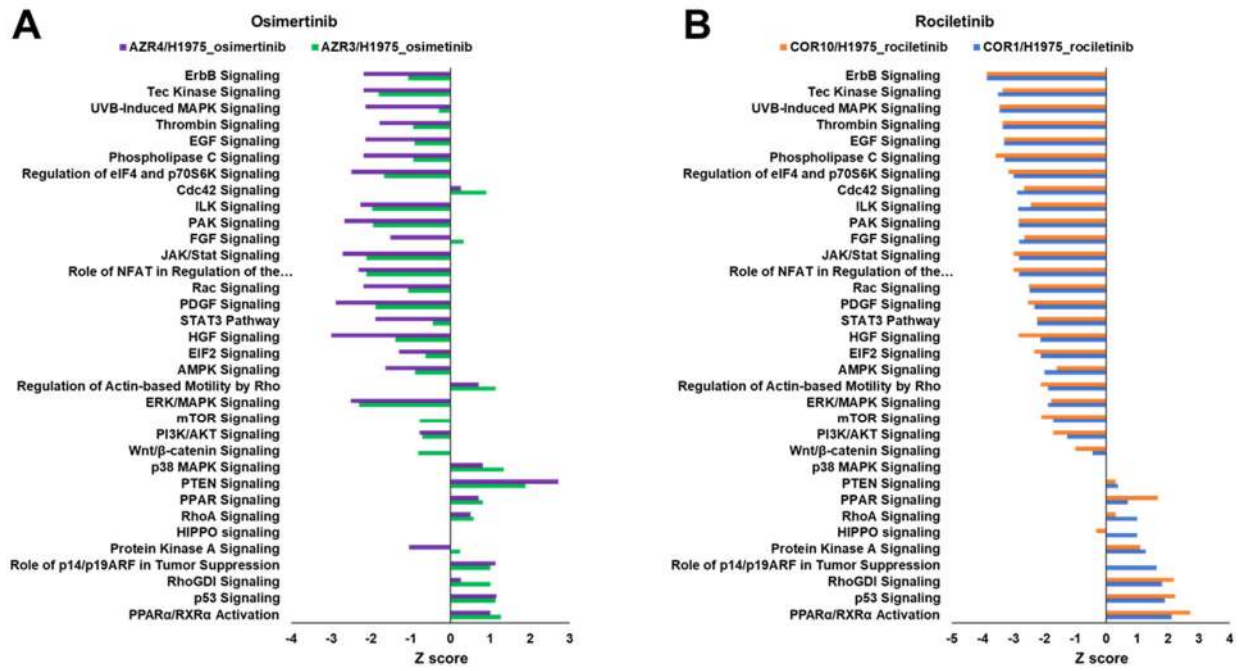 A
Osimertinib
AZR4/H1975_osimertinib AZR3/H1975_osimetinib
ErbB Signaling
Tec Kinase Signaling
UVB-Induced MAPK Signaling
Thrombin Signaling
EGF Signaling
Phospholipase C Signaling
Regulation of eIF4 and p70S6K Signaling
Cdc42 Signaling
ILK Signaling
PAK Signaling
FGF Signaling
JAK/Stat Signaling
Role of NFAT in Regulation of the...
Rac Signaling
PDGF Signaling
STAT3 Pathway
HGF Signaling
EIF2 Signaling
AMPK Signaling
Regulation of Actin-based Motility by Rho
ERK/MAPK Signaling
mTOR Signaling
PI3K/AKT Signaling
Wnt/β-catenin Signaling
p38 MAPK Signaling
PTEN Signaling
PPAR Signaling
RhoA Signaling
HIPPO signaling
Protein Kinase A Signaling
Role of p14/p19ARF in Tumor Suppression
RhoGDI Signaling
p53 Signaling
PPARα/RXRα Activation
-4 -3 -2 -1 0 1 2 3
Z score
B
Rociletinib
COR10/H1975_rociletinib COR1/H1975_rociletinib
ErbB Signaling
Tec Kinase Signaling
UVB-Induced MAPK Signaling
Thrombin Signaling
EGF Signaling
Phospholipase C Signaling
Regulation of eIF4 and p70S6K Signaling
Cdc42 Signaling
ILK Signaling
PAK Signaling
FGF Signaling
JAK/Stat Signaling
Role of NFAT in Regulation of the...
Rac Signaling
PDGF Signaling
STAT3 Pathway
HGF Signaling
EIF2 Signaling
AMPK Signaling
Regulation of Actin-based Motility by Rho
ERK/MAPK Signaling
mTOR Signaling
PI3K/AKT Signaling
Wnt/β-catenin Signaling
p38 MAPK Signaling
PTEN Signaling
PPAR Signaling
RhoA Signaling
HIPPO signaling
Protein Kinase A Signaling
Role of p14/p19ARF in Tumor Suppression
RhoGDI Signaling
p53 Signaling
PPARα/RXRα Activation
-5 -4 -3 -2 -1 0 1 2 3 4
Z score